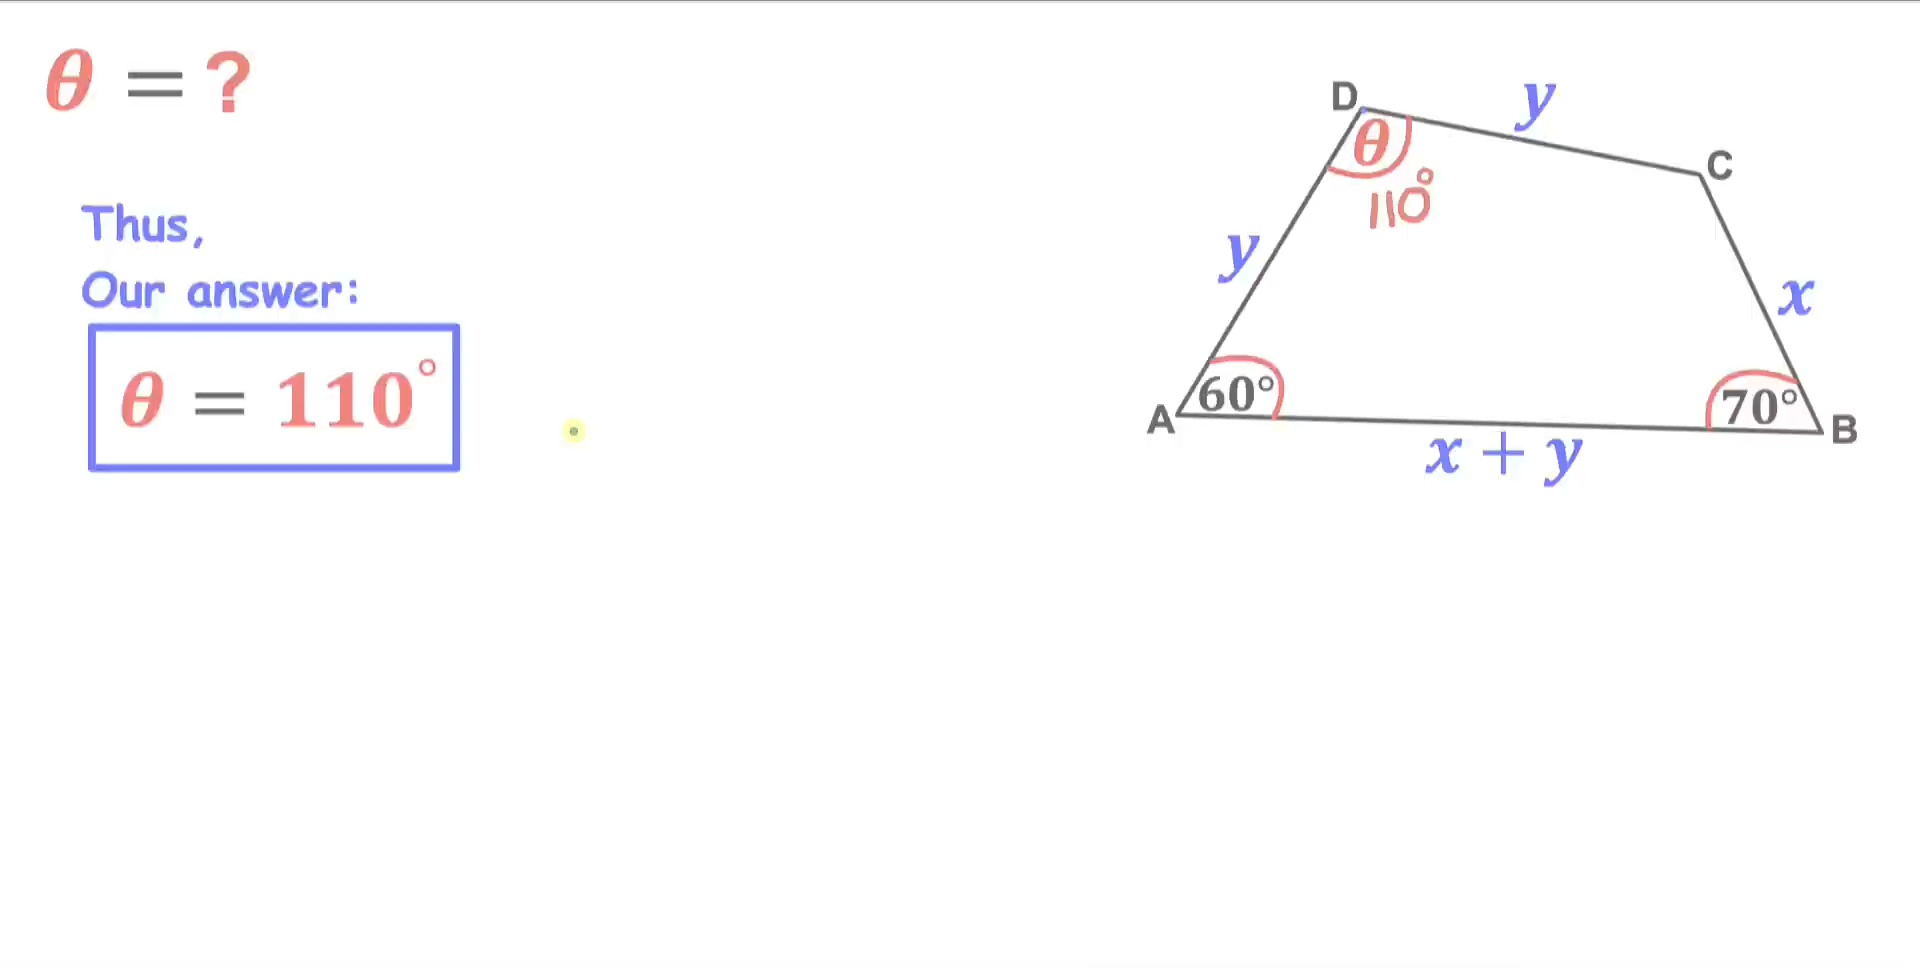 θ = ?
Thus,
Our answer:
θ = 110°
D
y
C
θ
110°
y
x
60°
70°
A
B
x + y